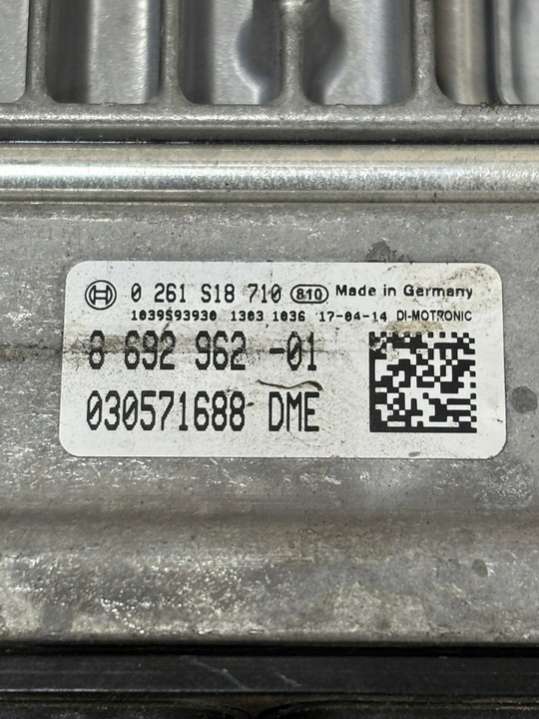 0 261 S18 710 810 Made in Germany
1039S93930 1303 1036 17-04-14 DI-MOTRONIC
8 692 962 -01
030571688 DME